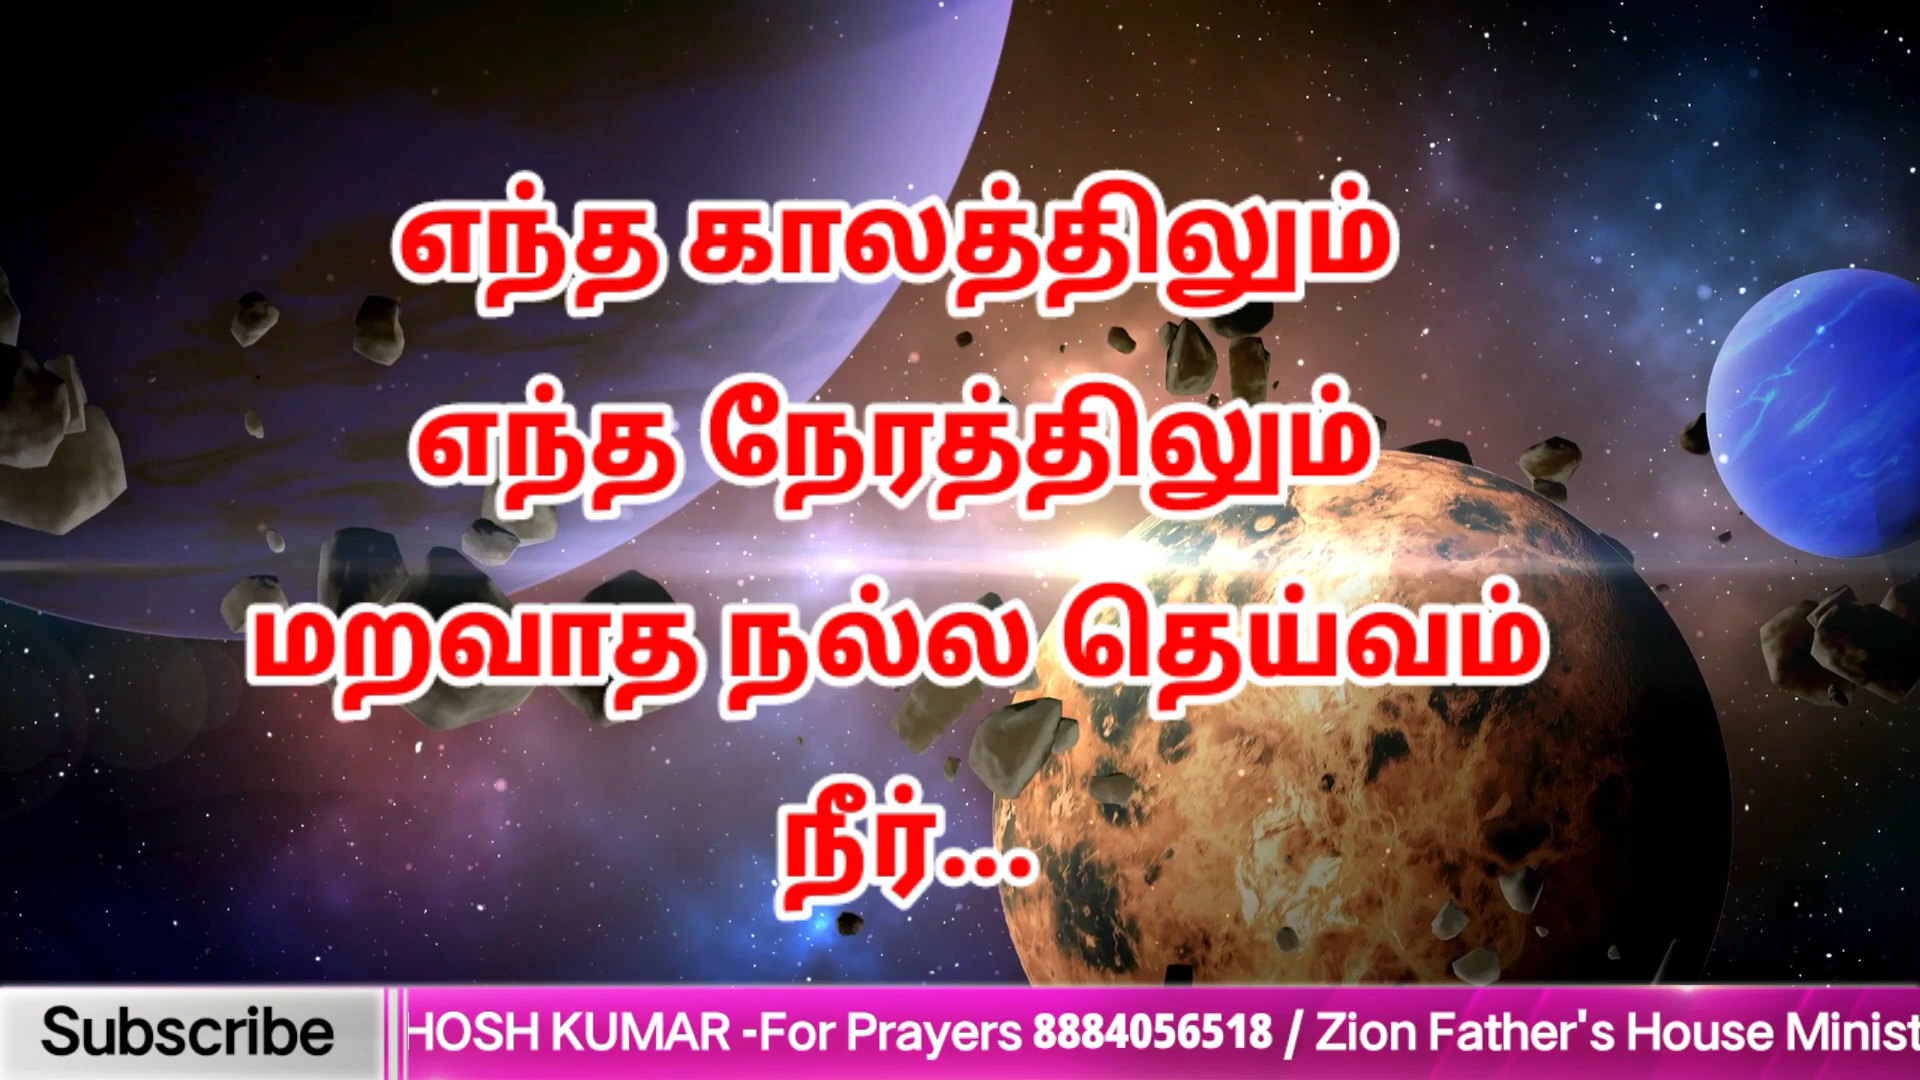 எந்த காலத்திலும்
எந்த நேரத்திலும்
மறவாத நல்ல தெய்வம்
நீர்...
Subscribe
HOSH KUMAR -For Prayers 8884056518 / Zion Father's House Minist